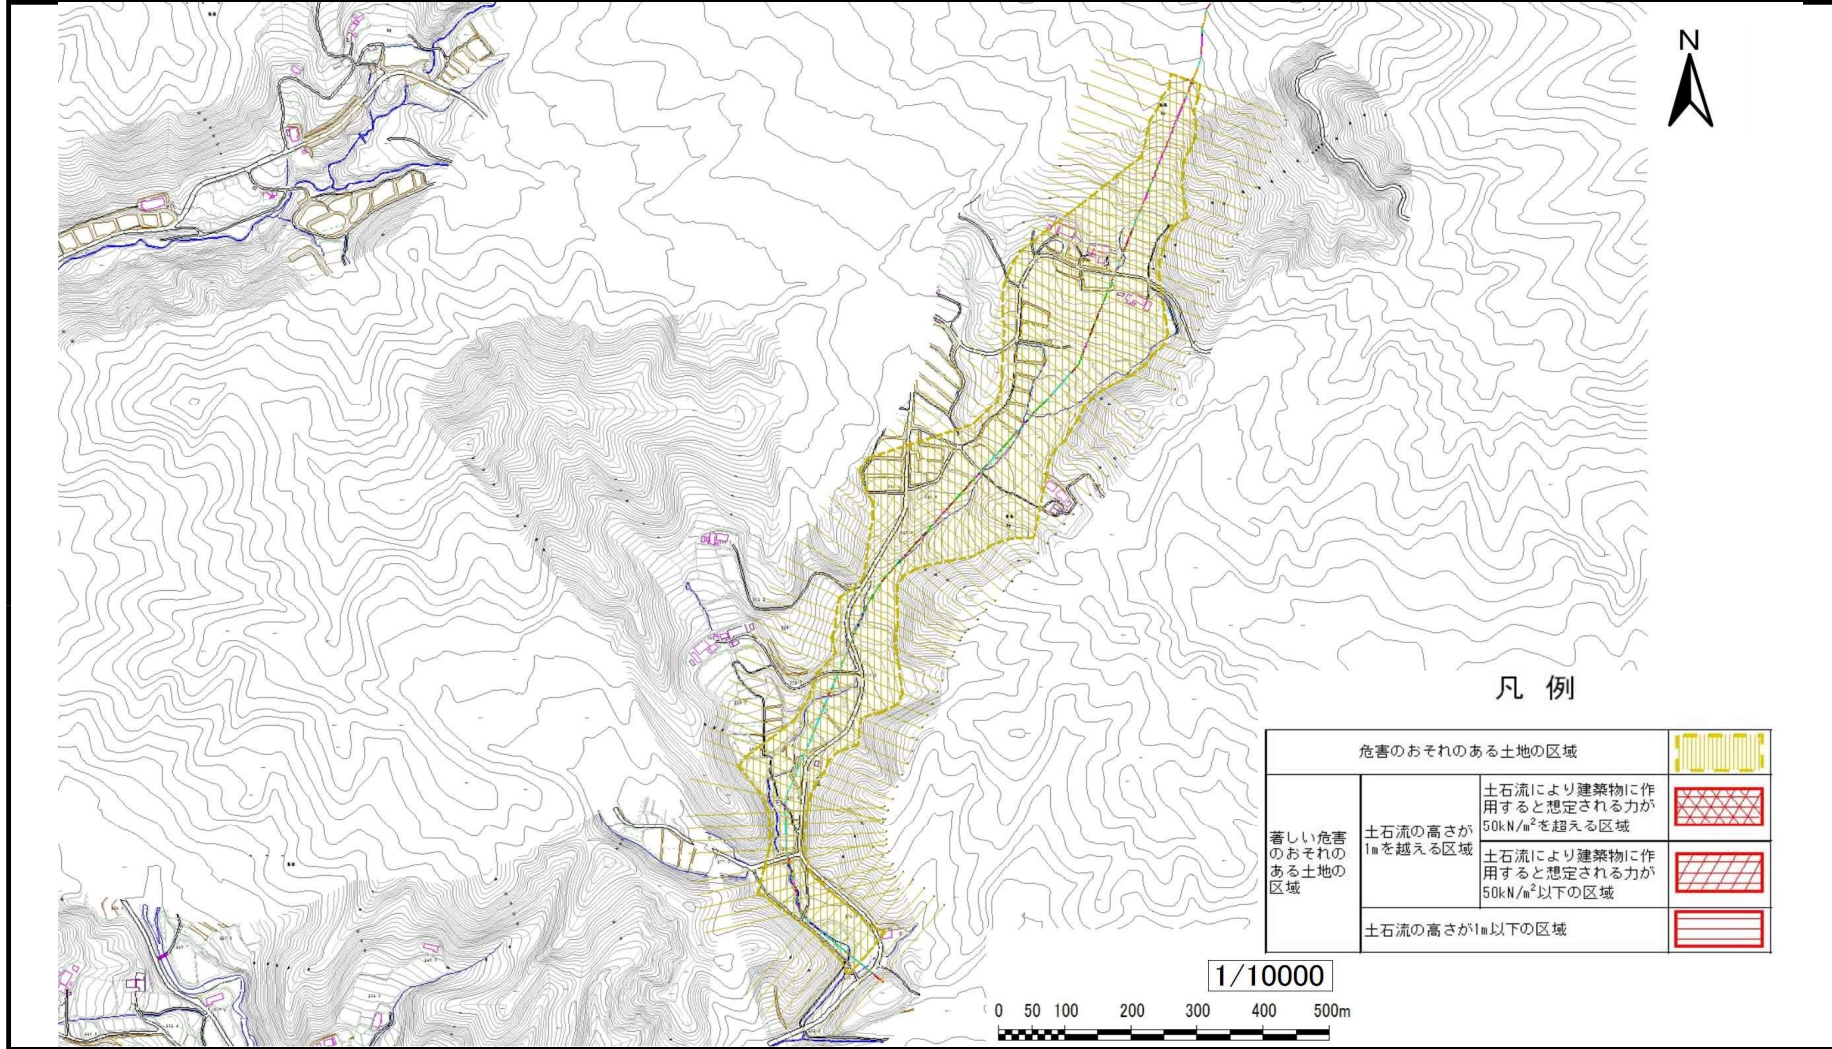 N
凡 例
危害のおそれのある土地の区域
著しい危害
のおそれの
ある土地の
区域
土石流の高さが
1mを越える区域
土石流により建築物に作
用すると想定される力が
50kN/m²を超える区域
土石流により建築物に作
用すると想定される力が
50kN/m²以下の区域
土石流の高さが1m以下の区域
1/10000
0 50 100 200 300 400 500m